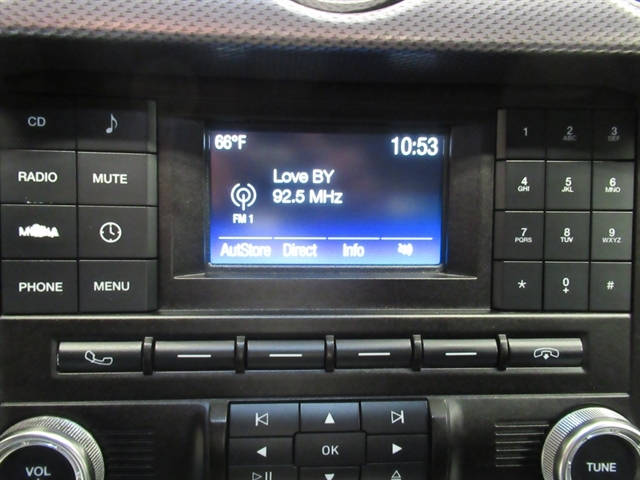 CD
RADIO
MUTE
PHONE
MENU
66°F
10:53
Love BY
92.5 MHz
FM 1
AutStore Direct Info
1 2 ABC 3 DEF
4 GHI 5 JKL 6 MNO
7 PQRS 8 TUV 9 WXYZ
* 0 + #
OK
VOL
TUNE